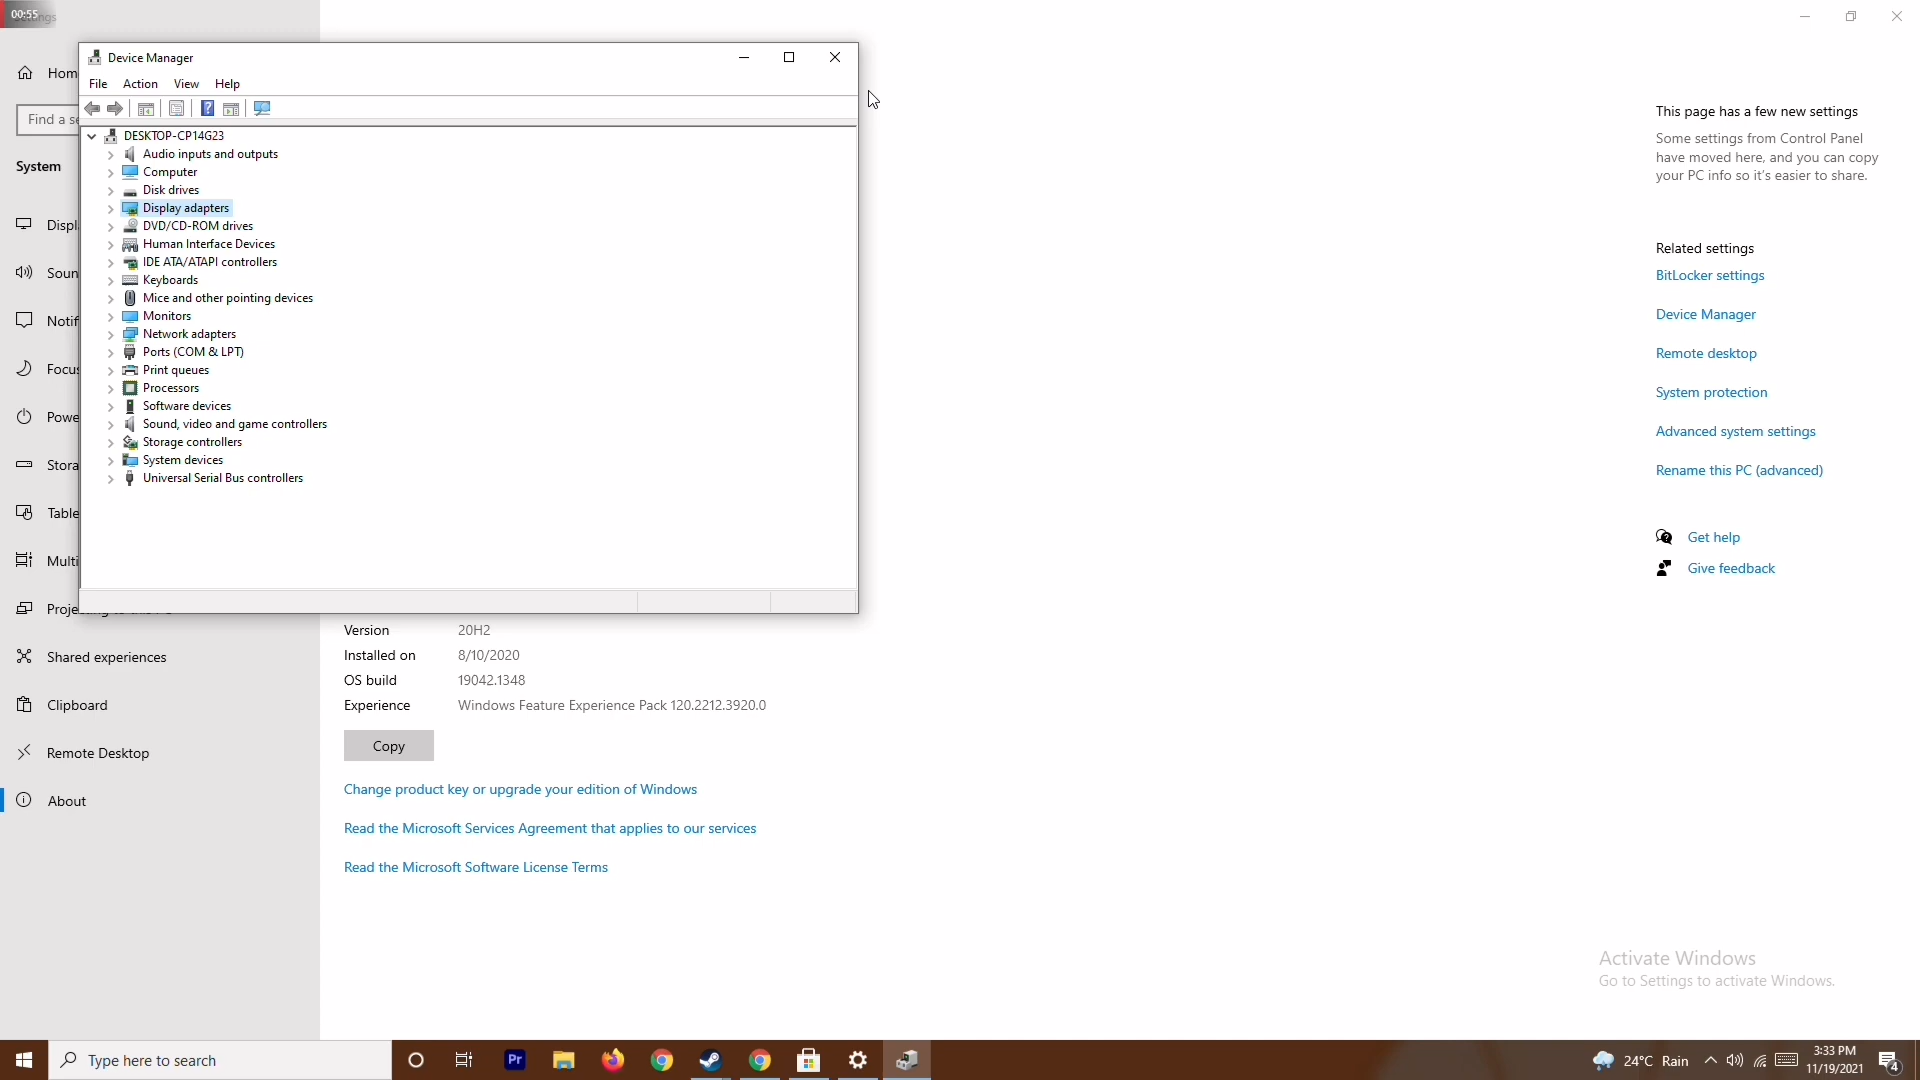 00:55
Settings
Device Manager
File Action View Help
DESKTOP-CP14G23
Audio inputs and outputs
Computer
Disk drives
Display adapters
DVD/CD-ROM drives
Human Interface Devices
IDE ATA/ATAPI controllers
Keyboards
Mice and other pointing devices
Monitors
Network adapters
Ports (COM & LPT)
Print queues
Processors
Software devices
Sound, video and game controllers
Storage controllers
System devices
Universal Serial Bus controllers
Hom
Find a se
System
Displ
Soun
Notif
Focus
Powe
Stora
Table
Multi
Shared experiences
Clipboard
Remote Desktop
About
Version 20H2
Installed on 8/10/2020
OS build 19042.1348
Experience Windows Feature Experience Pack 120.2212.3920.0
Copy
Change product key or upgrade your edition of Windows
Read the Microsoft Services Agreement that applies to our services
Read the Microsoft Software License Terms
This page has a few new settings
Some settings from Control Panel
have moved here, and you can copy
your PC info so it's easier to share.
Related settings
BitLocker settings
Device Manager
Remote desktop
System protection
Advanced system settings
Rename this PC (advanced)
Get help
Give feedback
Activate Windows
Go to Settings to activate Windows.
Type here to search
Pr
24°C Rain
3:33 PM
11/19/2021
4